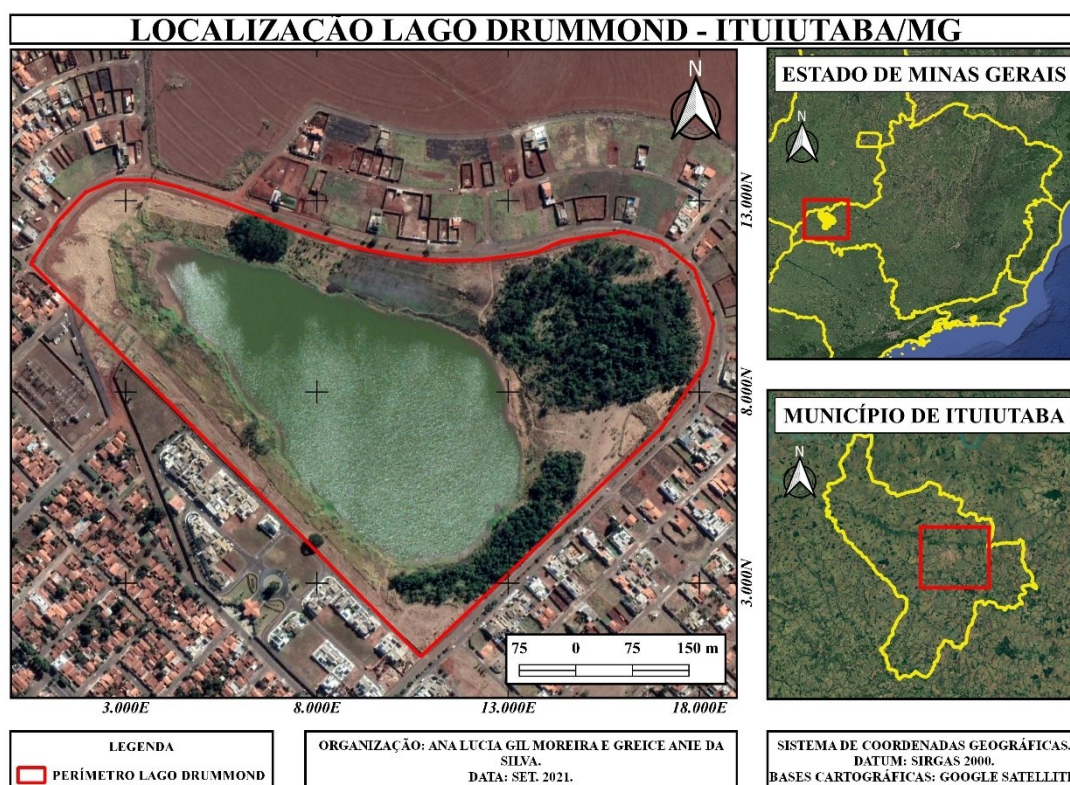 LOCALIZAÇÃO LAGO DRUMMOND - ITUIUTABA/MG
N
13.000N
8.000N
3.000N
75 0 75 150 m
3.000E 8.000E 13.000E 18.000E
ESTADO DE MINAS GERAIS
N
MUNICÍPIO DE ITUIUTABA
N
LEGENDA
PERÍMETRO LAGO DRUMMOND
ORGANIZAÇÃO: ANA LUCIA GIL MOREIRA E GREICE ANIE DA
SILVA.
DATA: SET. 2021.
SISTEMA DE COORDENADAS GEOGRÁFICAS.
DATUM: SIRGAS 2000.
BASES CARTOGRÁFICAS: GOOGLE SATELLITE